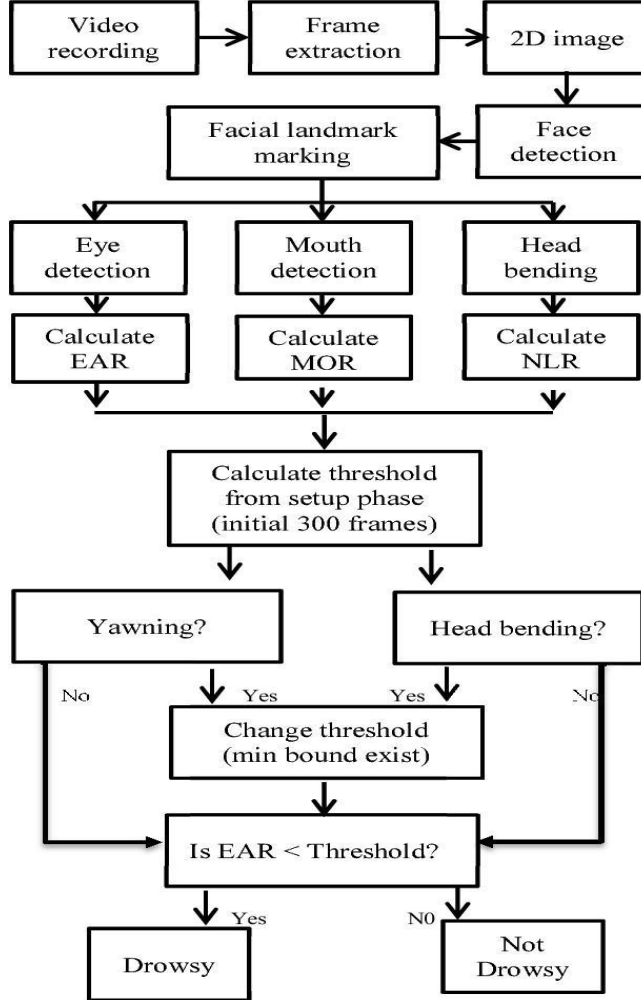 Video
recording
Frame
extraction
2D image
Face
detection
Facial landmark
marking
Eye
detection
Mouth
detection
Head
bending
Calculate
EAR
Calculate
MOR
Calculate
NLR
Calculate threshold
from setup phase
(initial 300 frames)
Yawning?
Head bending?
No
Yes
Yes
No
Change threshold
(min bound exist)
Is EAR < Threshold?
Yes
N0
Drowsy
Not
Drowsy